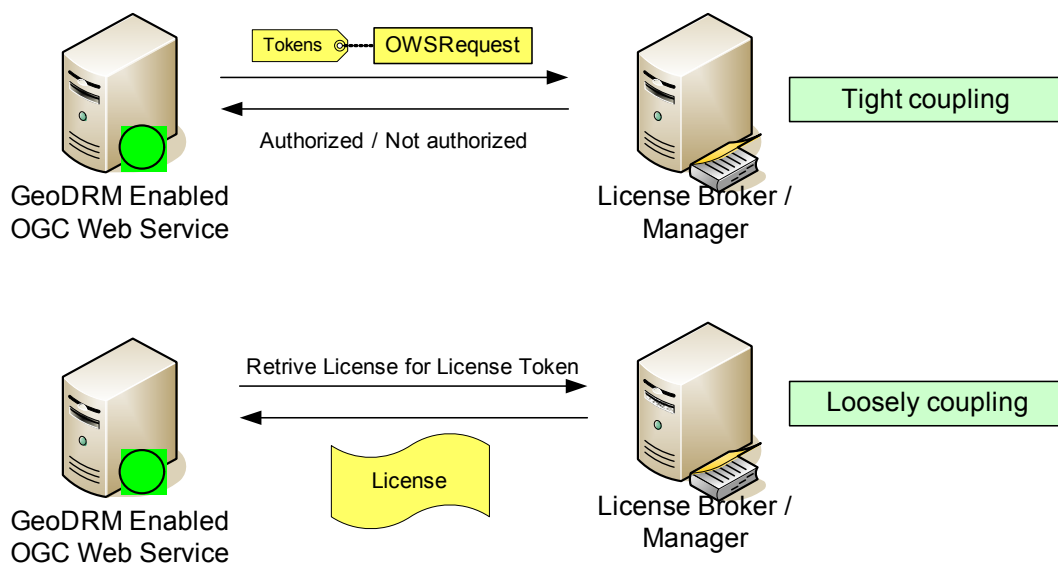 Tokens
OWSRequest
Authorized / Not authorized
GeoDRM Enabled
OGC Web Service
License Broker /
Manager
Tight coupling
Retrive License for License Token
License
GeoDRM Enabled
OGC Web Service
License Broker /
Manager
Loosely coupling